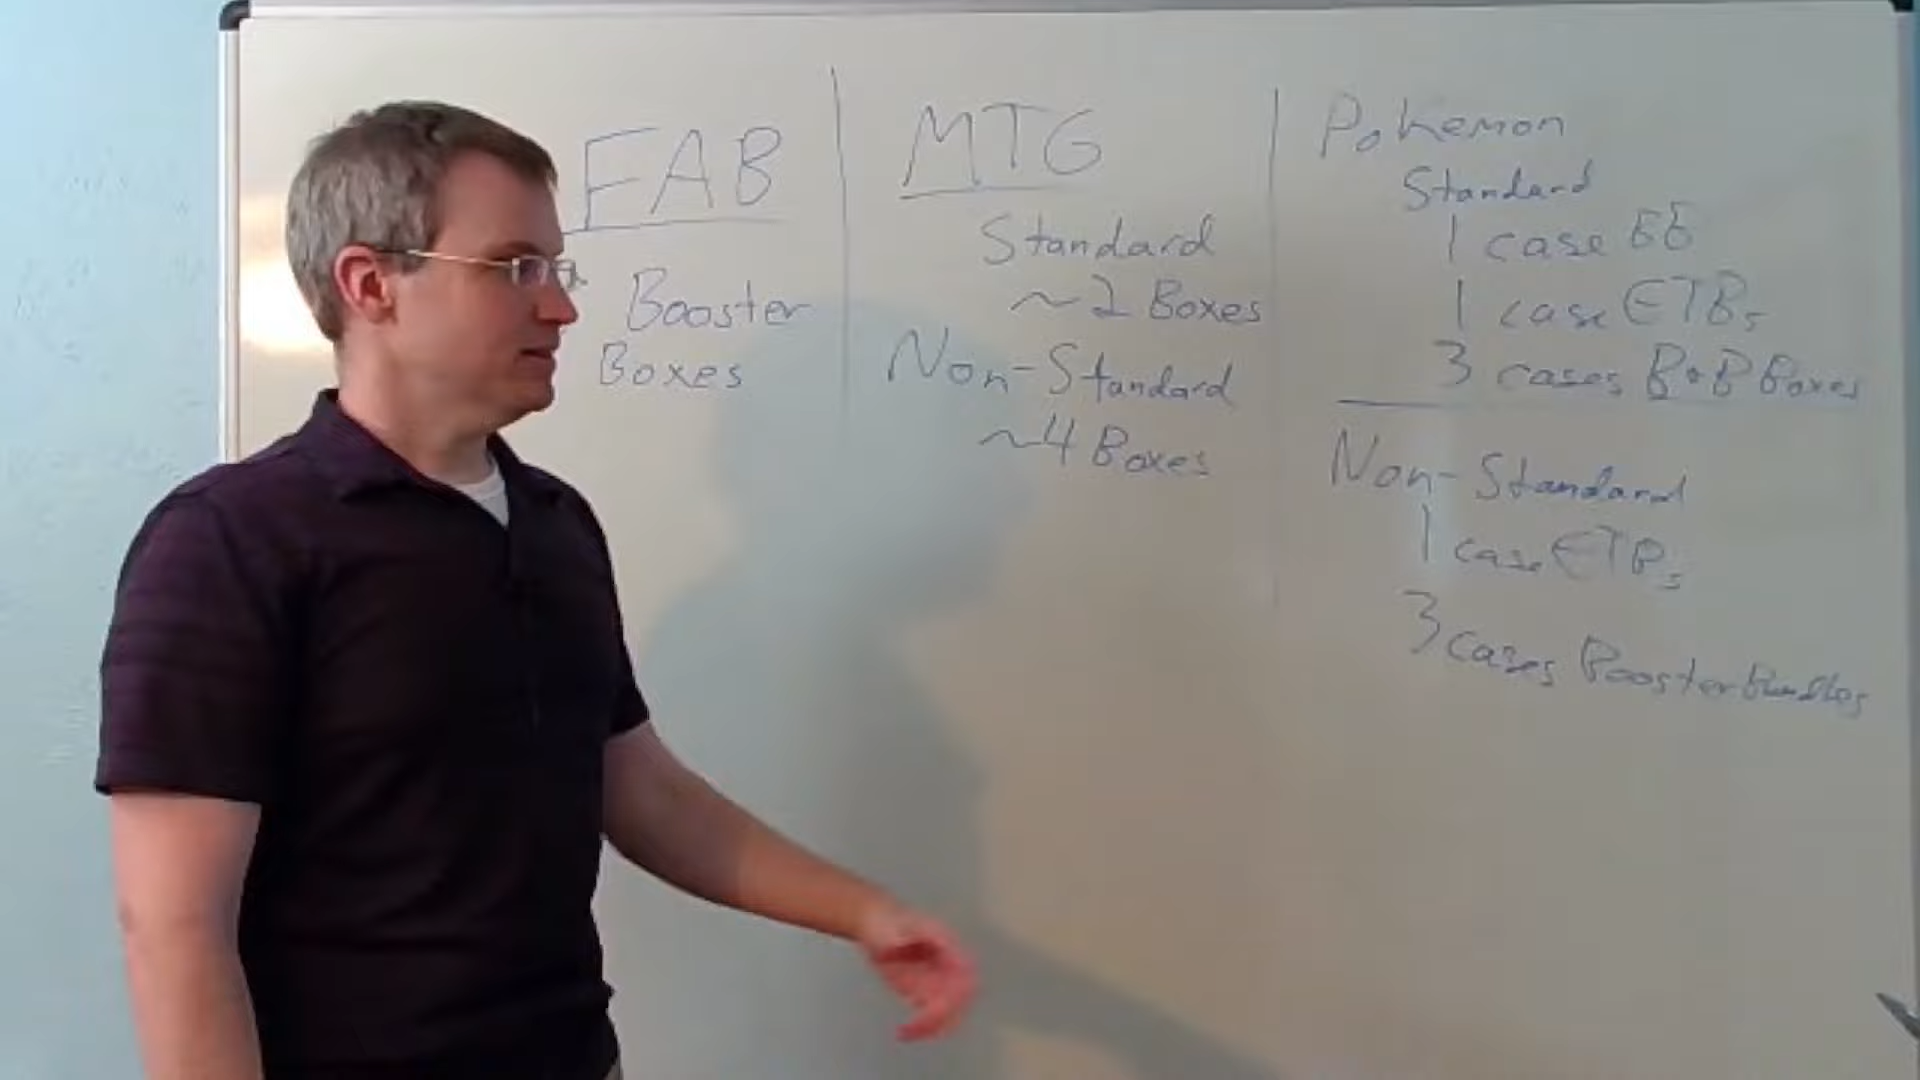 FAB
Booster
Boxes
MTG
Standard
~2 Boxes
Non-Standard
~4 Boxes
Pokemon
Standard
1 case BB
1 case ETBs
3 cases B+B Boxes
Non-Standard
1 case ETBs
3 cases Booster Bundles